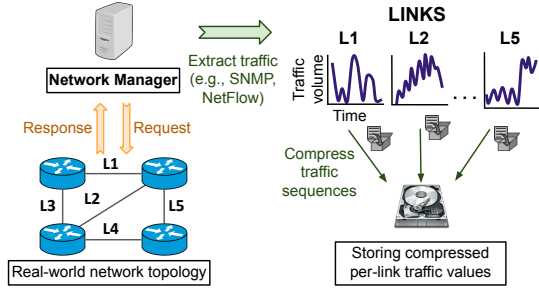 LINKS
Network Manager
Extract traffic
(e.g., SNMP,
NetFlow)
L1
L2
L5
Traffic
volume
Time
. . .
Response
Request
Compress
traffic
sequences
L1
L2
L3
L4
L5
Real-world network topology
Storing compressed
per-link traffic values